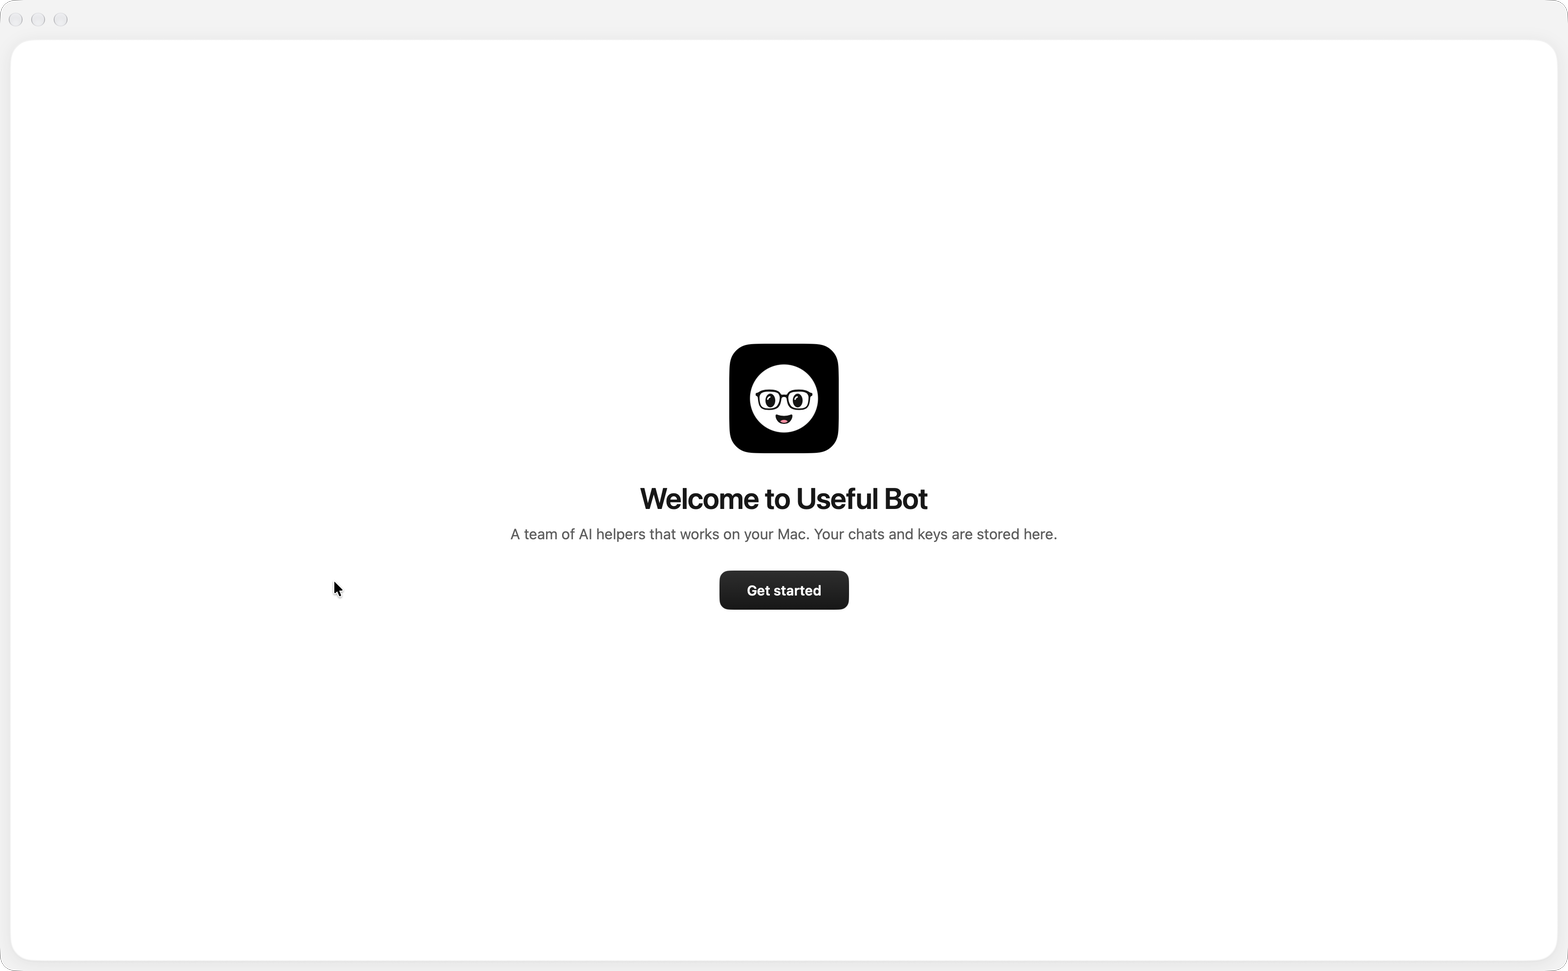 Welcome to Useful Bot
A team of AI helpers that works on your Mac. Your chats and keys are stored here.
Get started